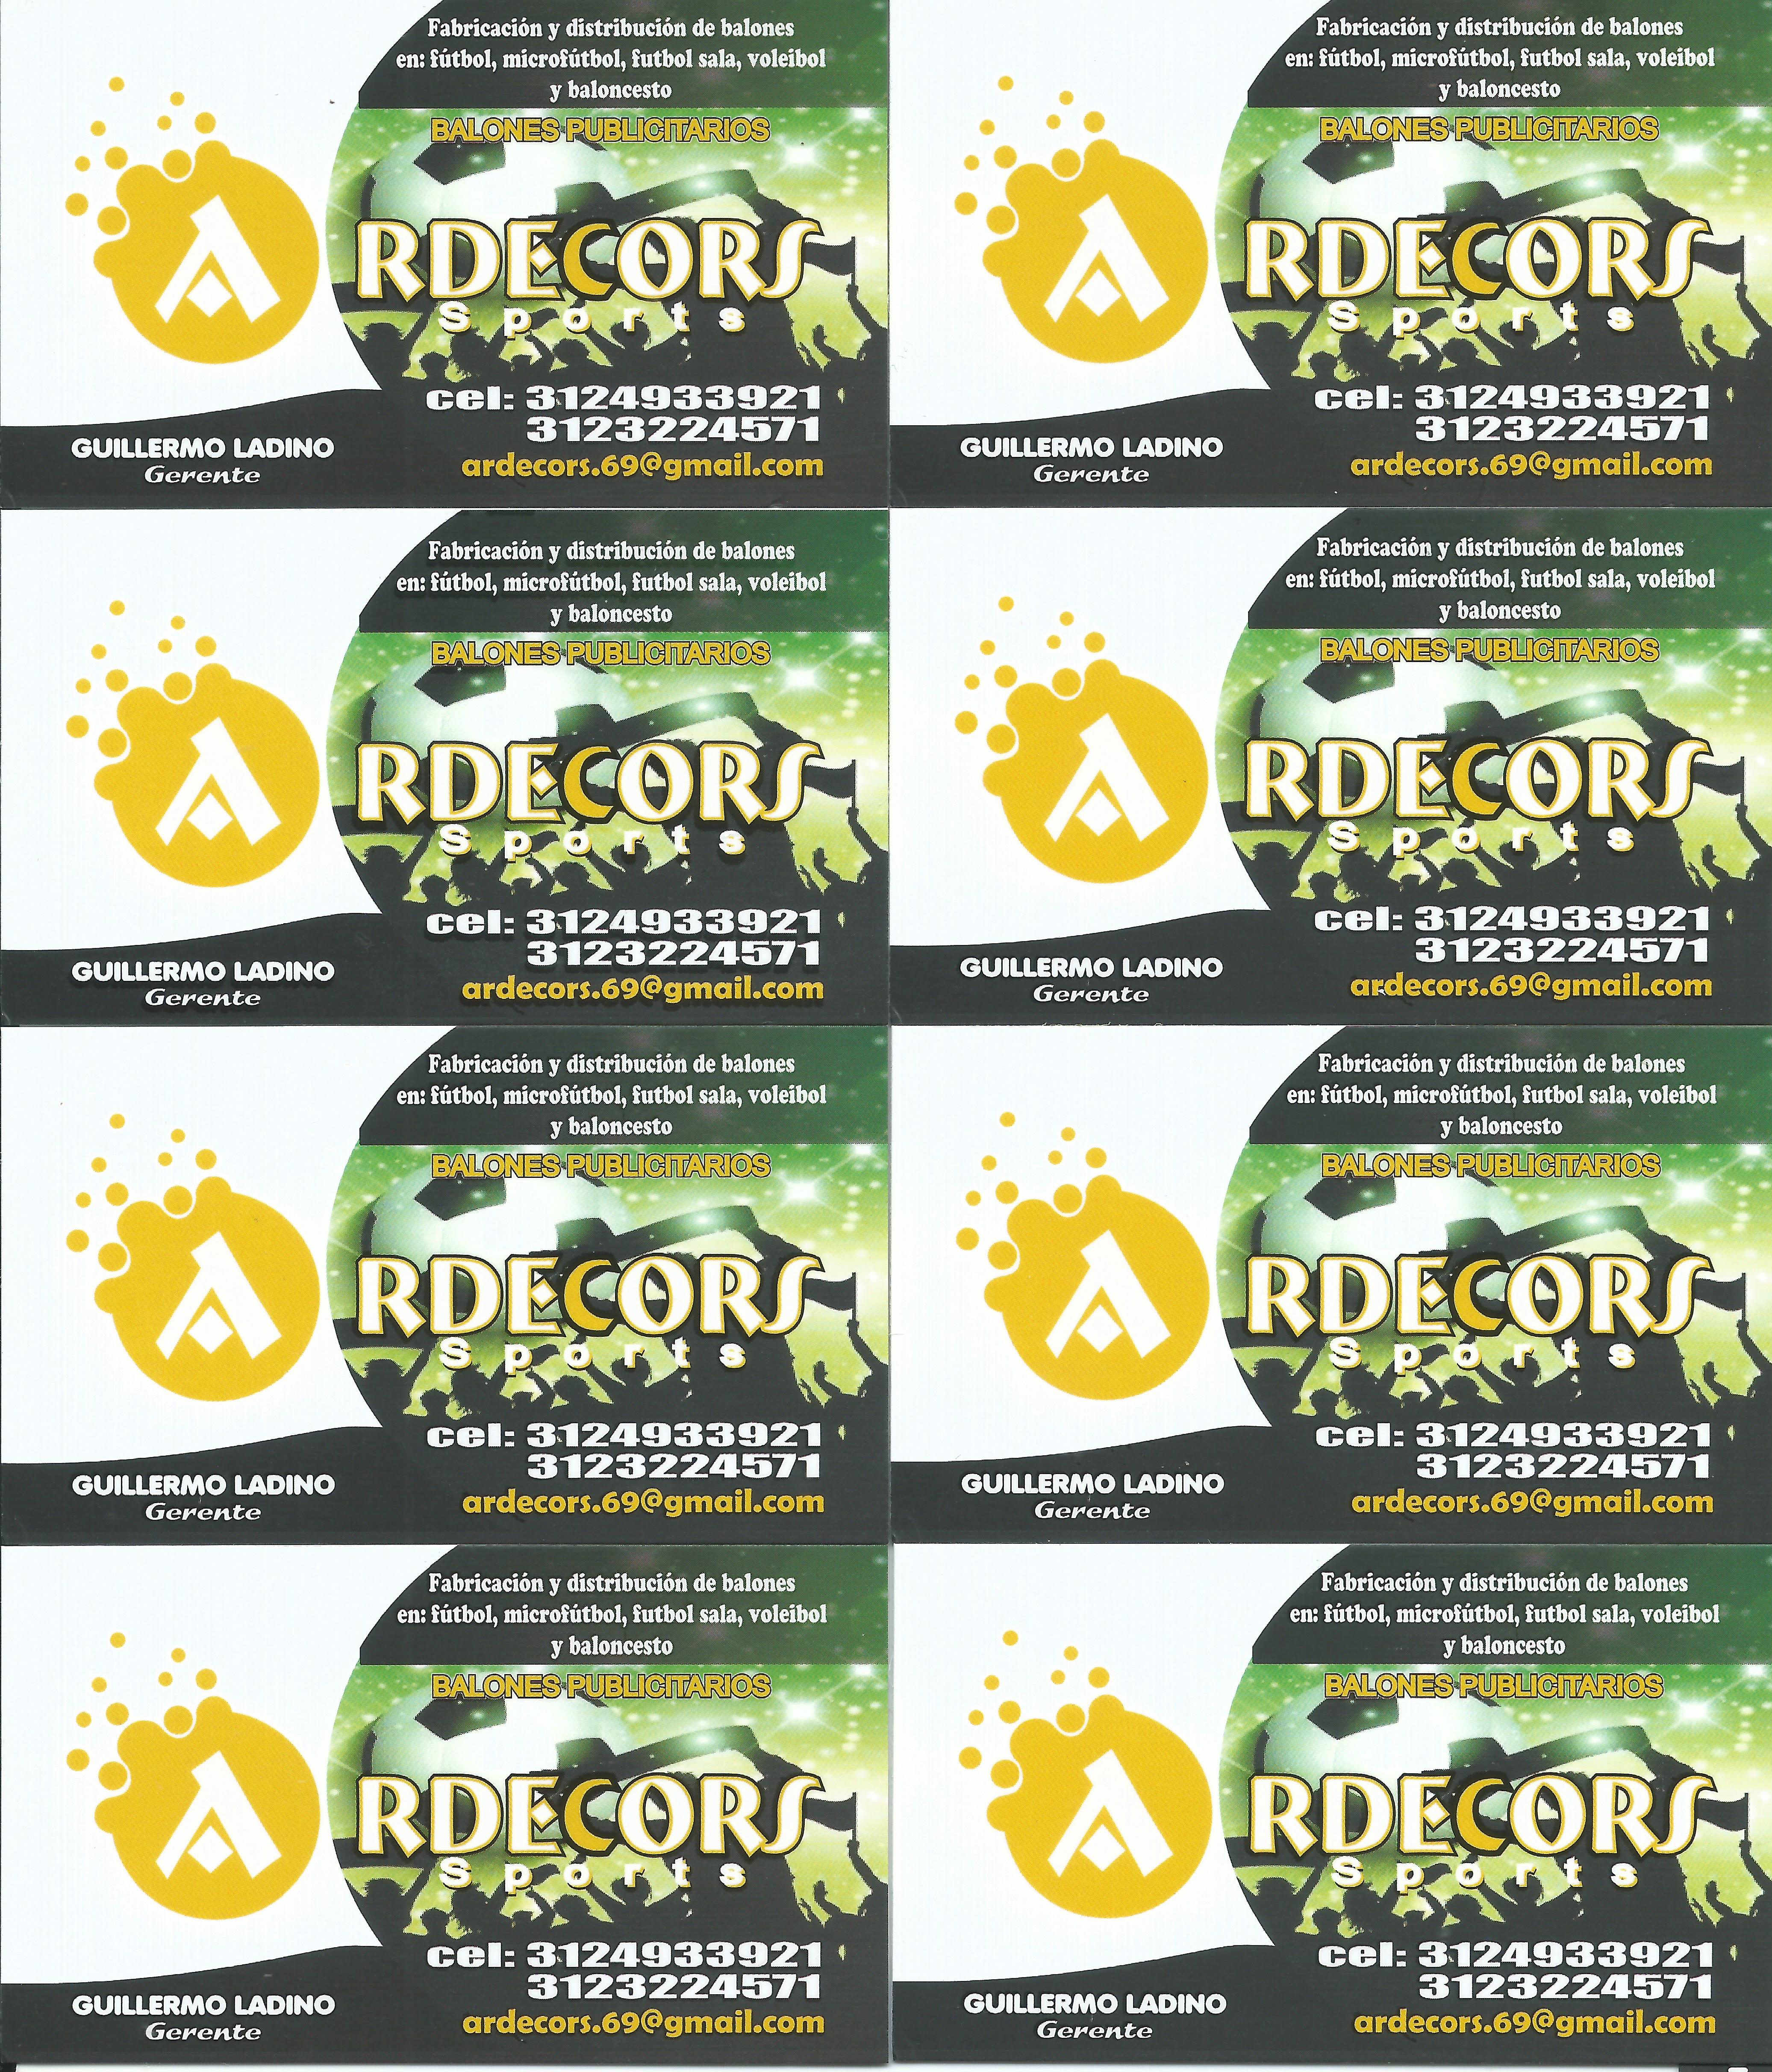 Fabricación y distribución de balones
en: fútbol, microfútbol, futbol sala, voleibol
y baloncesto
BALONES PUBLICITARIOS
ARDECORS
Sports
cel: 3124933921
3123224571
GUILLERMO LADINO
Gerente
ardecors.69@gmail.com
Fabricación y distribución de balones
en: fútbol, microfútbol, futbol sala, voleibol
y baloncesto
BALONES PUBLICITARIOS
ARDECORS
Sports
cel: 3124933921
3123224571
GUILLERMO LADINO
Gerente
ardecors.69@gmail.com
Fabricación y distribución de balones
en: fútbol, microfútbol, futbol sala, voleibol
y baloncesto
BALONES PUBLICITARIOS
ARDECORS
Sports
cel: 3124933921
3123224571
GUILLERMO LADINO
Gerente
ardecors.69@gmail.com
Fabricación y distribución de balones
en: fútbol, microfútbol, futbol sala, voleibol
y baloncesto
BALONES PUBLICITARIOS
ARDECORS
Sports
cel: 3124933921
3123224571
GUILLERMO LADINO
Gerente
ardecors.69@gmail.com
Fabricación y distribución de balones
en: fútbol, microfútbol, futbol sala, voleibol
y baloncesto
BALONES PUBLICITARIOS
ARDECORS
Sports
cel: 3124933921
3123224571
GUILLERMO LADINO
Gerente
ardecors.69@gmail.com
Fabricación y distribución de balones
en: fútbol, microfútbol, futbol sala, voleibol
y baloncesto
BALONES PUBLICITARIOS
ARDECORS
Sports
cel: 3124933921
3123224571
GUILLERMO LADINO
Gerente
ardecors.69@gmail.com
Fabricación y distribución de balones
en: fútbol, microfútbol, futbol sala, voleibol
y baloncesto
BALONES PUBLICITARIOS
ARDECORS
Sports
cel: 3124933921
3123224571
GUILLERMO LADINO
Gerente
ardecors.69@gmail.com
Fabricación y distribución de balones
en: fútbol, microfútbol, futbol sala, voleibol
y baloncesto
BALONES PUBLICITARIOS
ARDECORS
Sports
cel: 3124933921
3123224571
GUILLERMO LADINO
Gerente
ardecors.69@gmail.com